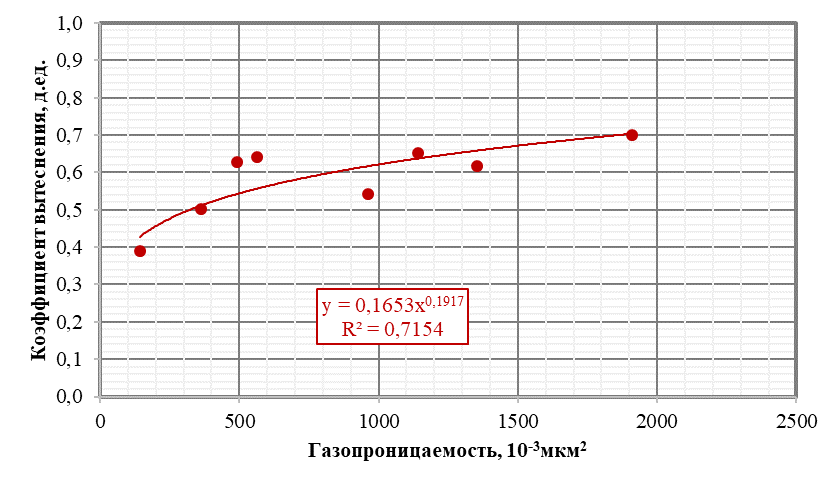 Коэффициент вытеснения, д.ед.
1,0
0,9
0,8
0,7
0,6
0,5
0,4
0,3
0,2
0,1
0,0
y = 0,1653x^0,1917
R² = 0,7154
0 500 1000 1500 2000 2500
Газопроницаемость, 10⁻³мкм²